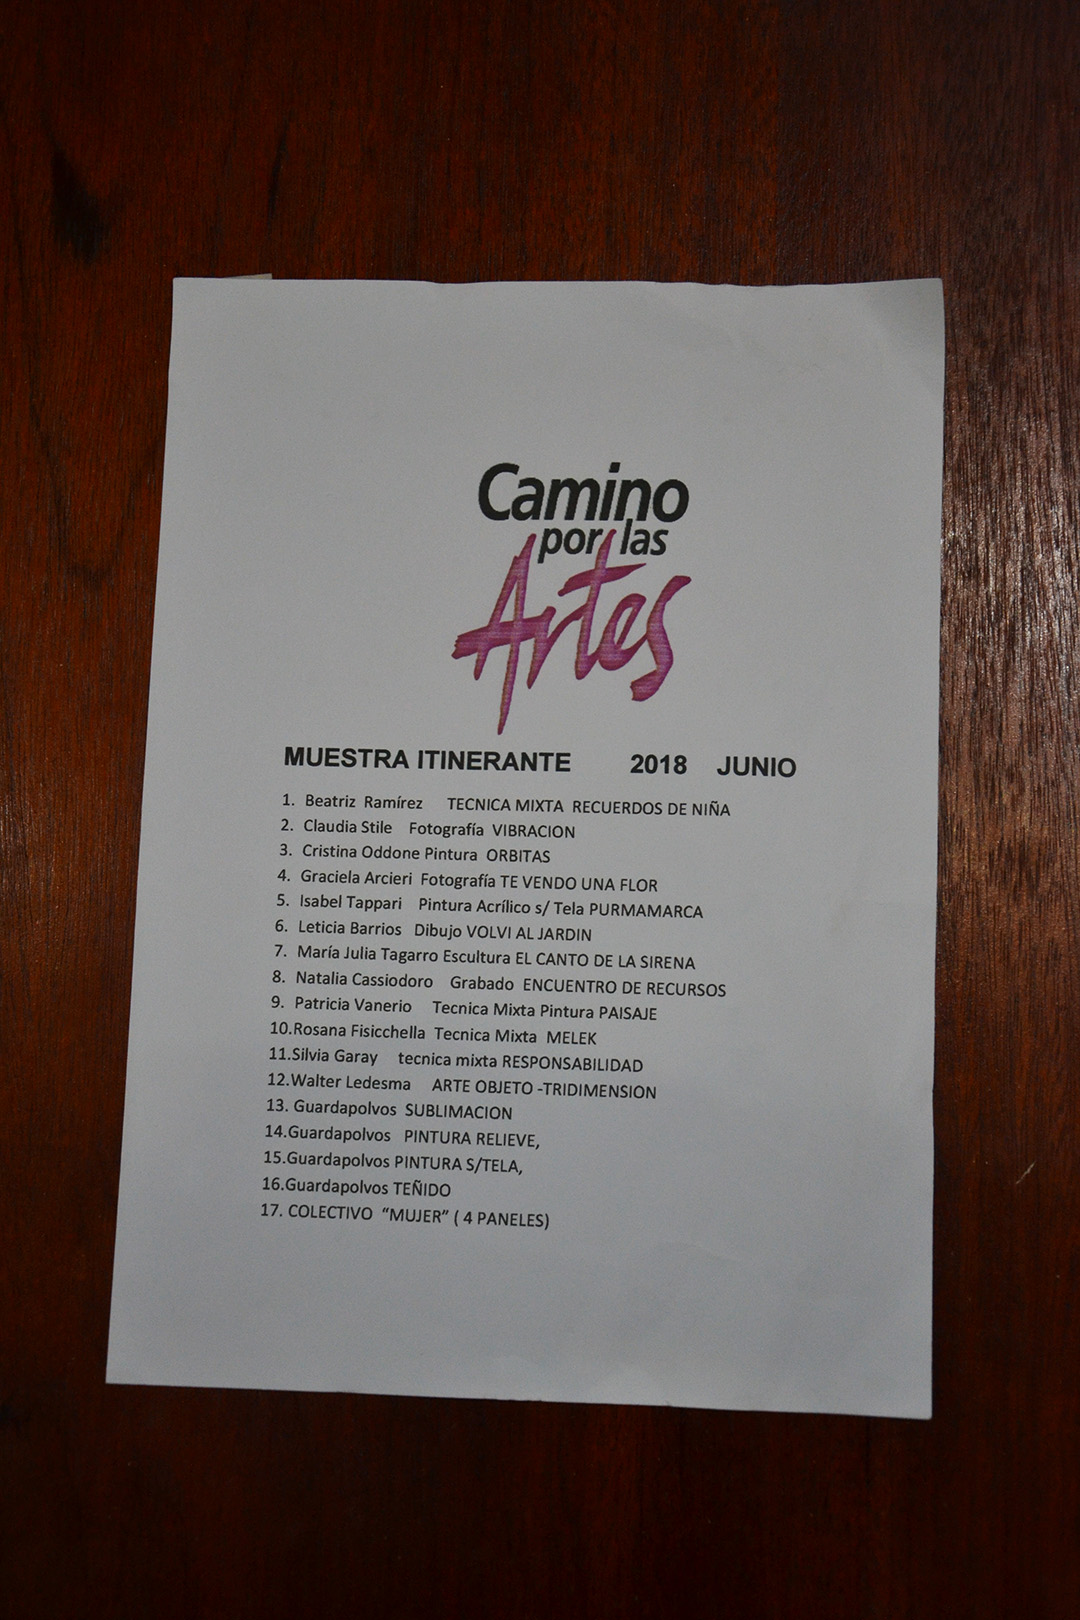 Camino
por las
Artes
MUESTRA ITINERANTE 2018 JUNIO
1. Beatriz Ramírez TECNICA MIXTA RECUERDOS DE NIÑA
2. Claudia Stile Fotografía VIBRACION
3. Cristina Oddone Pintura ORBITAS
4. Graciela Arcieri Fotografía TE VENDO UNA FLOR
5. Isabel Tappari Pintura Acrílico s/ Tela PURMAMARCA
6. Leticia Barrios Dibujo VOLVI AL JARDIN
7. María Julia Tagarro Escultura EL CANTO DE LA SIRENA
8. Natalia Cassiodoro Grabado ENCUENTRO DE RECURSOS
9. Patricia Vanerio Tecnica Mixta Pintura PAISAJE
10.Rosana Fisicchella Tecnica Mixta MELEK
11.Silvia Garay tecnica mixta RESPONSABILIDAD
12.Walter Ledesma ARTE OBJETO -TRIDIMENSION
13. Guardapolvos SUBLIMACION
14.Guardapolvos PINTURA RELIEVE,
15.Guardapolvos PINTURA S/TELA,
16.Guardapolvos TEÑIDO
17. COLECTIVO “MUJER” ( 4 PANELES)